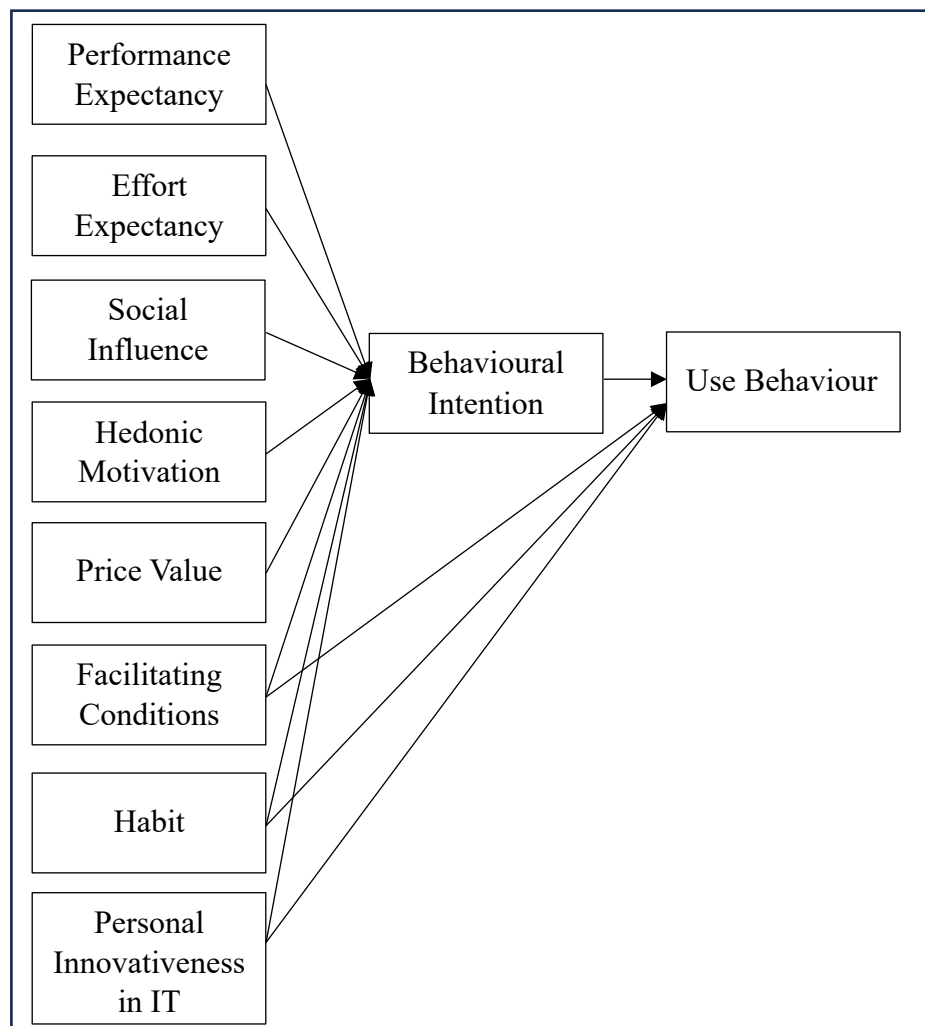 Performance
Expectancy
Effort
Expectancy
Social
Influence
Hedonic
Motivation
Price Value
Facilitating
Conditions
Habit
Personal
Innovativeness
in IT
Behavioural
Intention
Use Behaviour